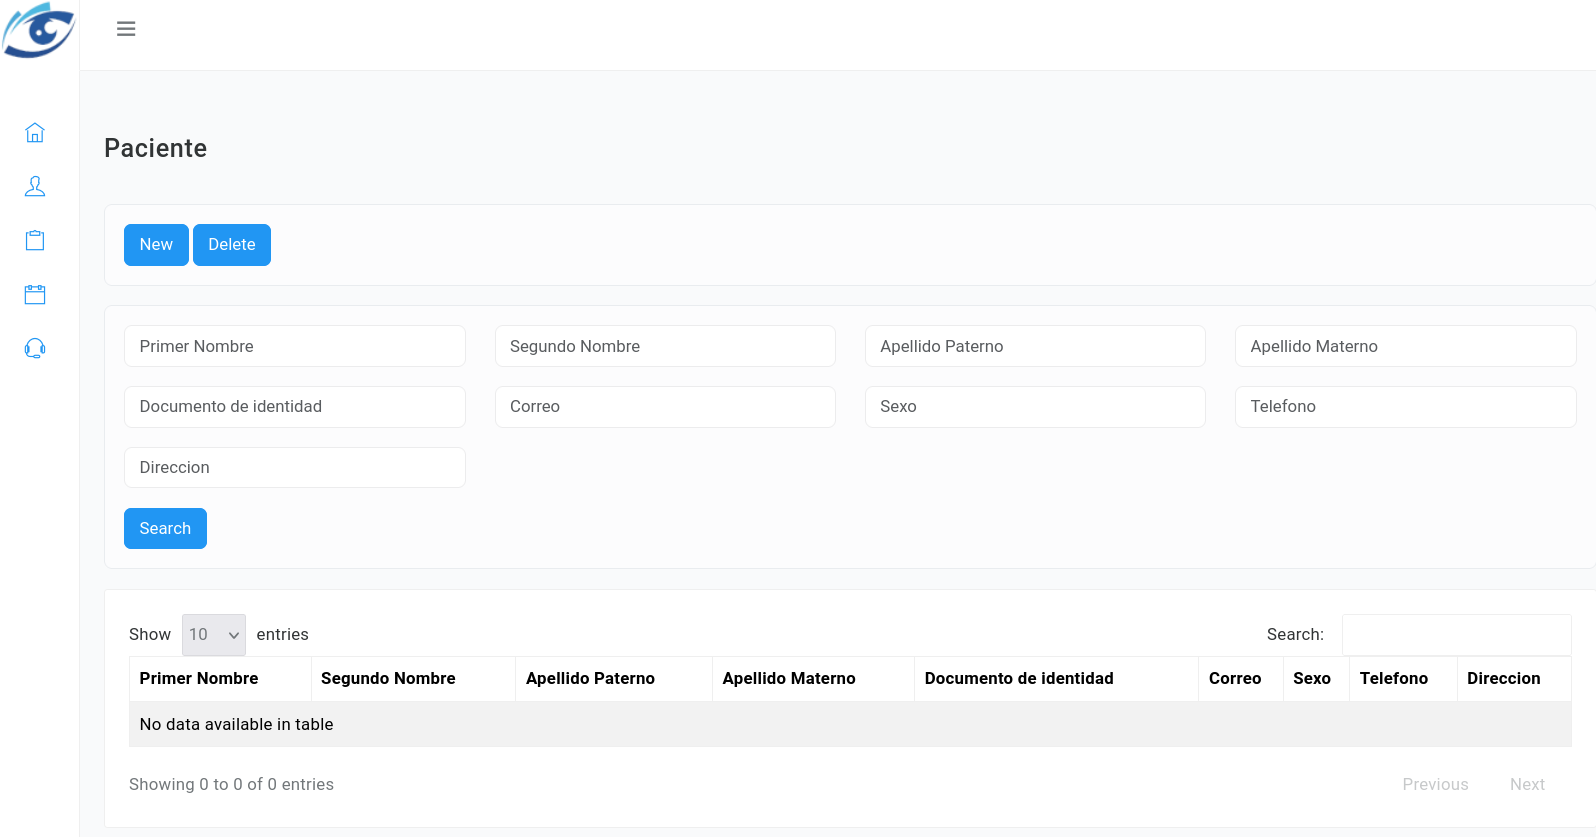 Paciente
New Delete
Primer Nombre Segundo Nombre Apellido Paterno Apellido Materno
Documento de identidad Correo Sexo Telefono
Direccion
Search
Show 10 entries Search:
Primer Nombre Segundo Nombre Apellido Paterno Apellido Materno Documento de identidad Correo Sexo Telefono Direccion
No data available in table
Showing 0 to 0 of 0 entries Previous Next